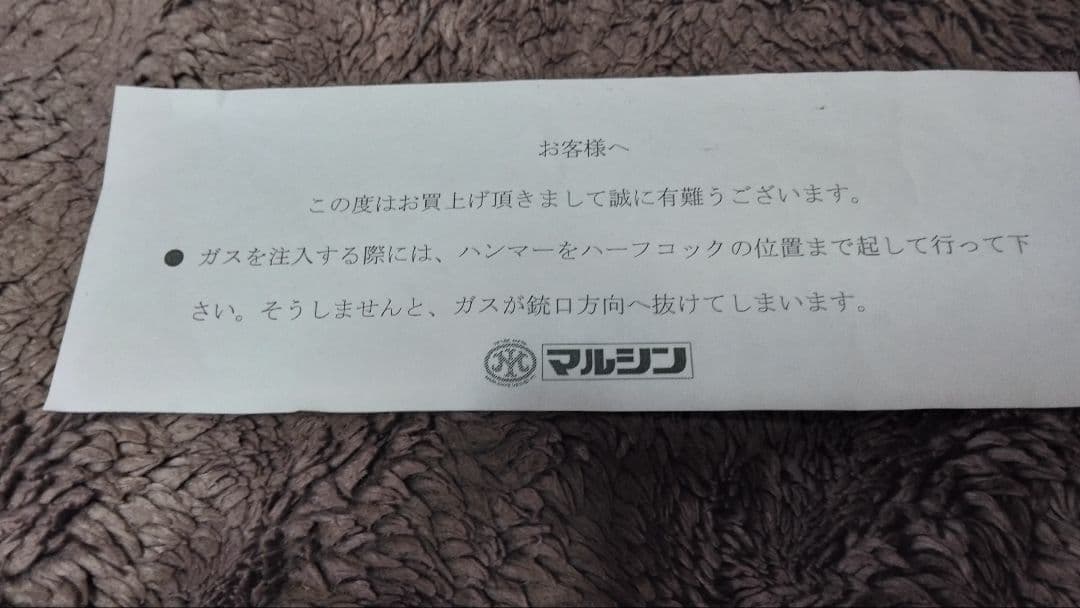 お客様へ
この度はお買上げ頂きまして誠に有難うございます。
● ガスを注入する際には、ハンマーをハーフコックの位置まで起して行って下
さい。そうしませんと、ガスが銃口方向へ抜けてしまいます。
マルシン